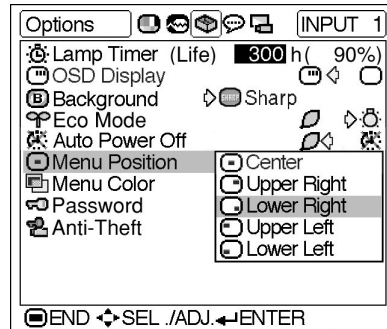 Options INPUT 1
Lamp Timer (Life) 300 h( 90%)
OSD Display
Background Sharp
Eco Mode
Auto Power Off
Menu Position
Center
Menu Color
Upper Right
Password
Lower Right
Anti-Theft
Upper Left
Lower Left
END SEL ./ADJ. ENTER